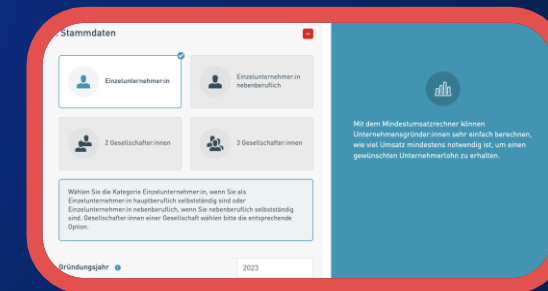 Stammdaten
Einzelunternehmer:in
Einzelunternehmer:in
nebenberuflich
2 Gesellschafter:innen
3 Gesellschafter:innen
Wählen Sie die Kategorie Einzelunternehmer:in, wenn Sie als
Einzelunternehmer:in hauptberuflich selbstständig sind oder
Einzelunternehmer:in nebenberuflich, wenn Sie nebenberuflich selbstständig
sind. Gesellschafter:innen einer Gesellschaft wählen bitte die entsprechende
Option.
Gründungsjahr
2023
Mit dem Mindestumsatzrechner können
Unternehmensgründer:innen sehr einfach berechnen,
wie viel Umsatz mindestens notwendig ist, um einen
gewünschten Unternehmerlohn zu erhalten.